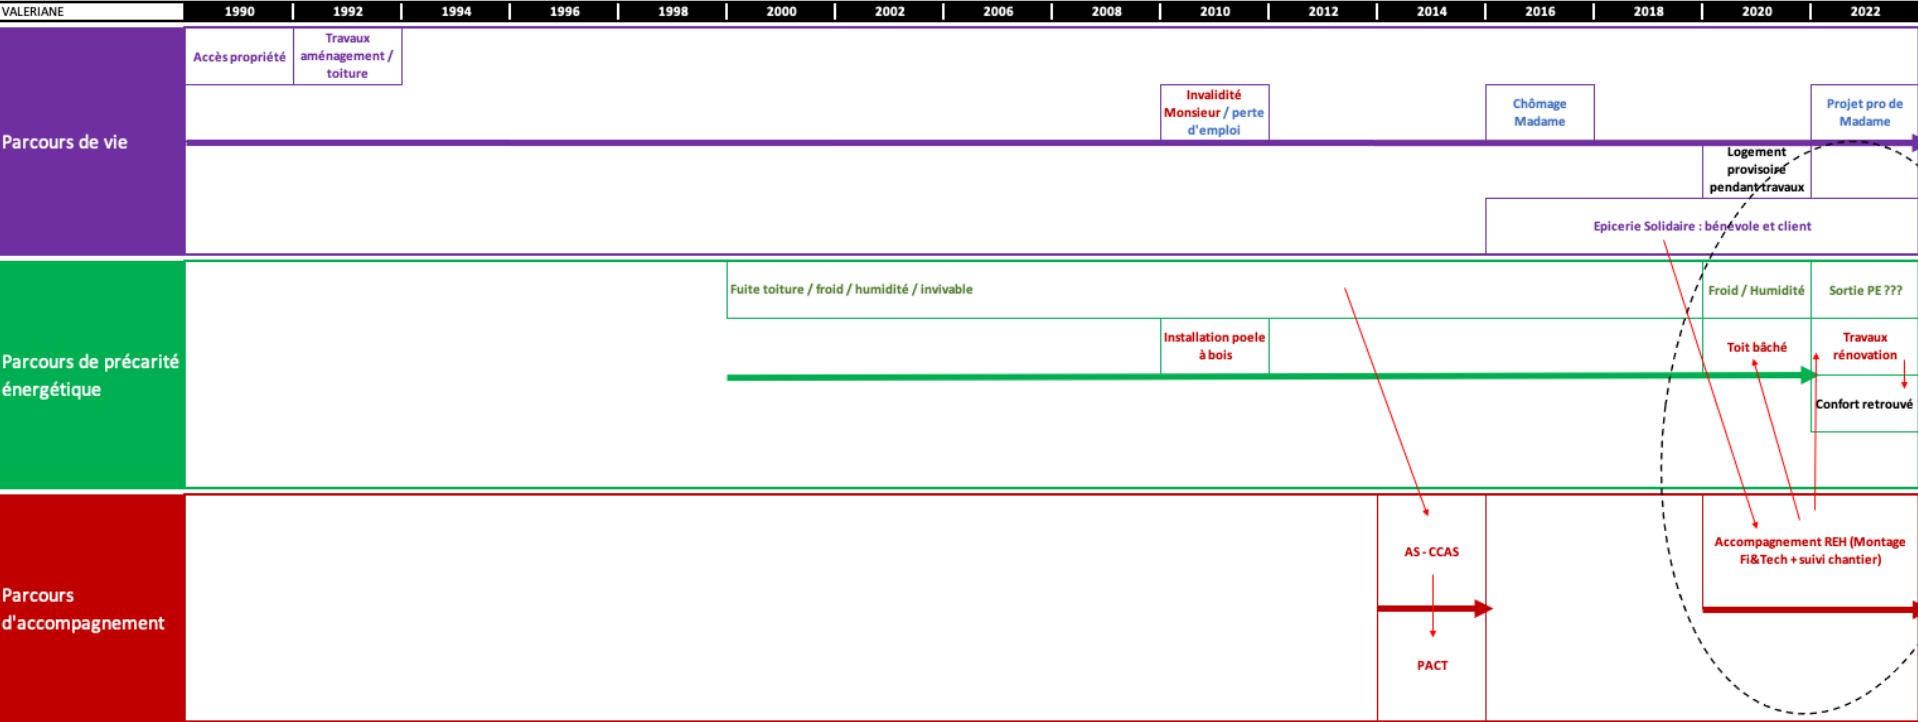 VALERIANE
1990
1992
1994
1996
1998
2000
2002
2006
2008
2010
2012
2014
2016
2018
2020
2022
Parcours de vie
Accès propriété
Travaux
aménagement /
toiture
Invalidité
Monsieur / perte
d'emploi
Chômage
Madame
Projet pro de
Madame
Logement
provisoire
pendant travaux
Epicerie Solidaire : bénévole et client
Parcours de précarité
énergétique
Fuite toiture / froid / humidité / invivable
Froid / Humidité
Sortie PE ???
Installation poele
à bois
Toit bâché
Travaux
rénovation
Confort retrouvé
Parcours
d'accompagnement
AS - CCAS
PACT
Accompagnement REH (Montage
Fi&Tech + suivi chantier)